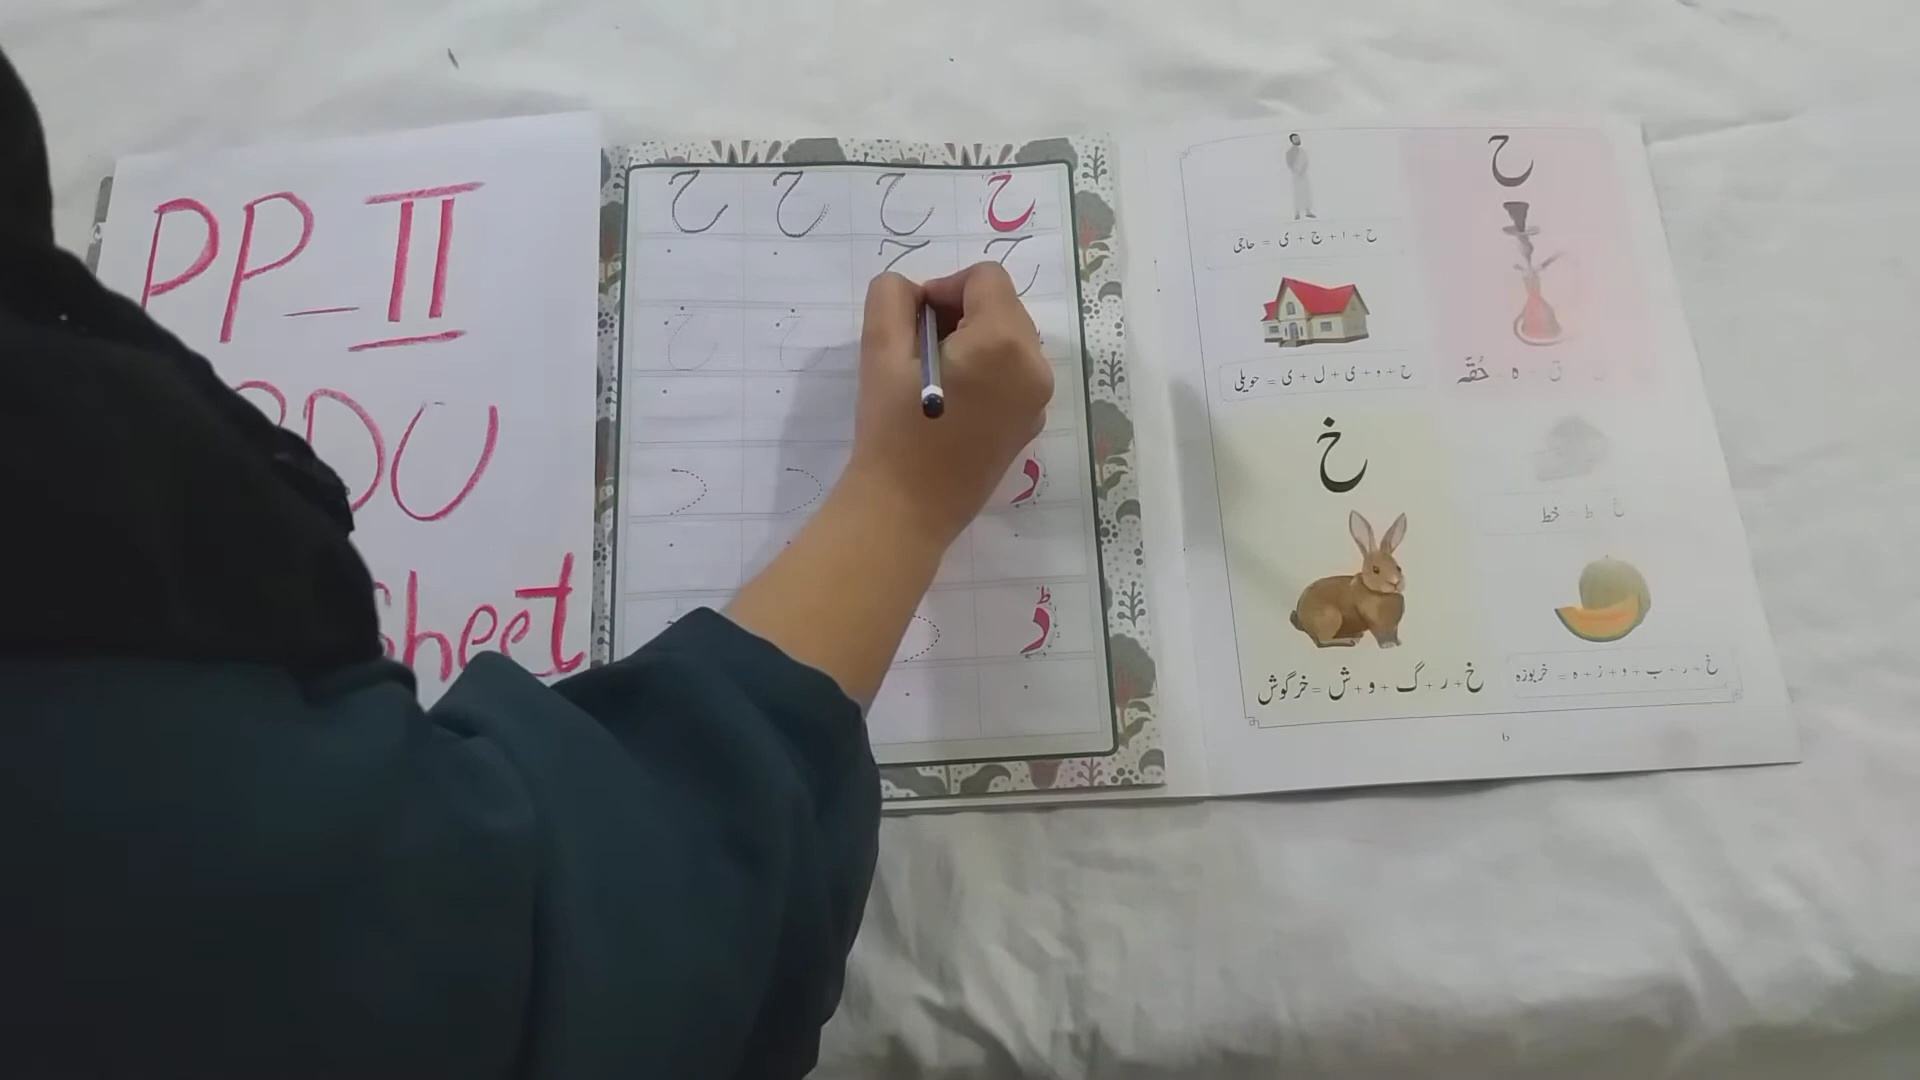 PP_II
sheet
ح ح ح ح
ح ح
ح ح
د د د
ڈ
ح
ح + ا + ج + ی = حاجی
ح + و + ی + ل + ی = حویلی
ق + ہ = حُقّہ
خ
ط = خط
خ + ر + گ + و + ش = خرگوش
خ + ر + ب + و + ز + ہ = خربوزہ